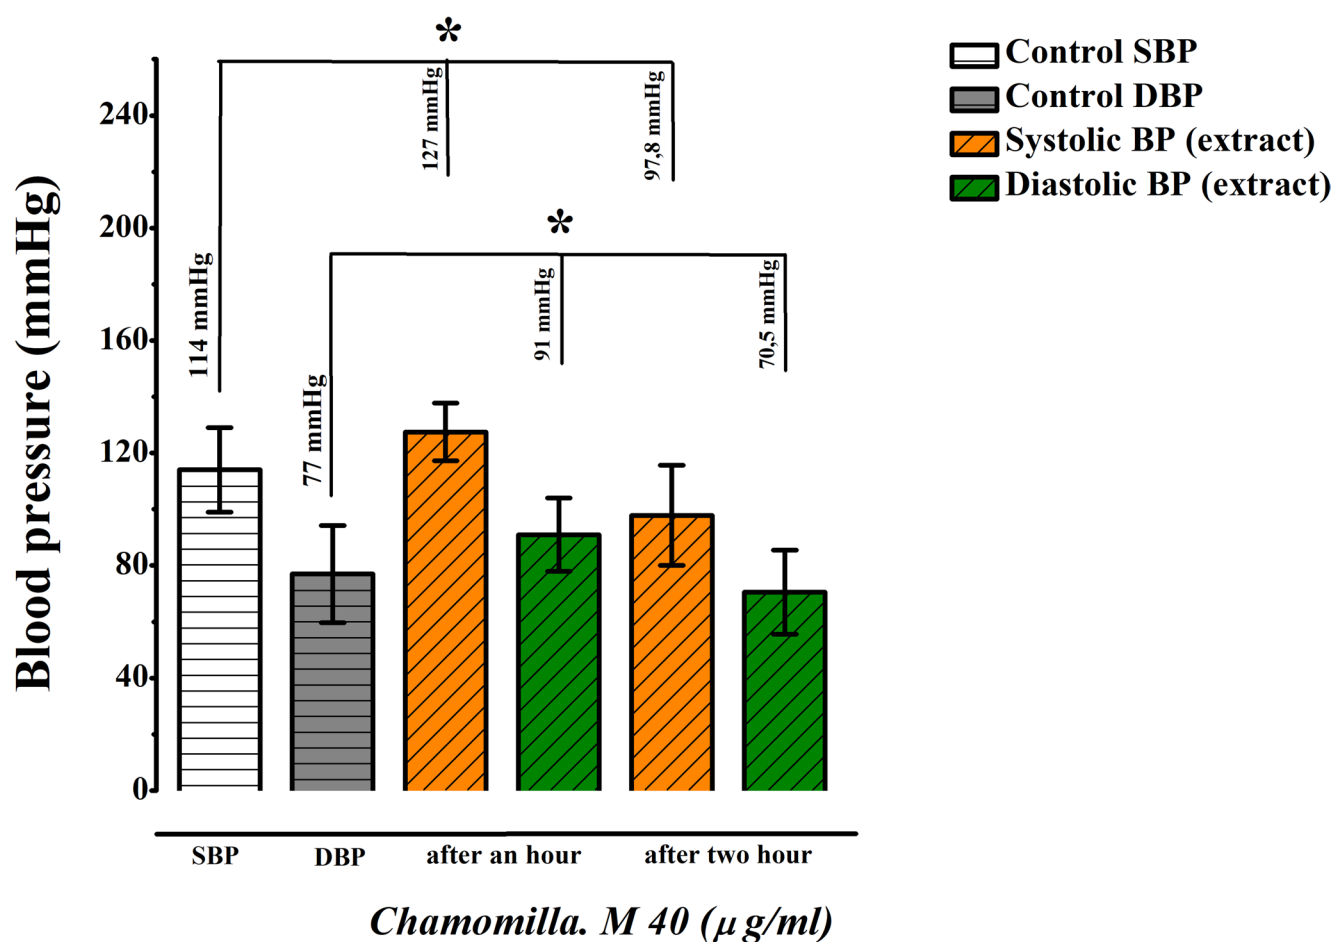 *
Control SBP
Control DBP
Systolic BP (extract)
Diastolic BP (extract)
127 mmHg
97,8 mmHg
*
114 mmHg
77 mmHg
91 mmHg
70,5 mmHg
Blood pressure (mmHg)
240
200
160
120
80
40
0
SBP
DBP
after an hour
after two hour
Chamomilla. M 40 (μ g/ml)